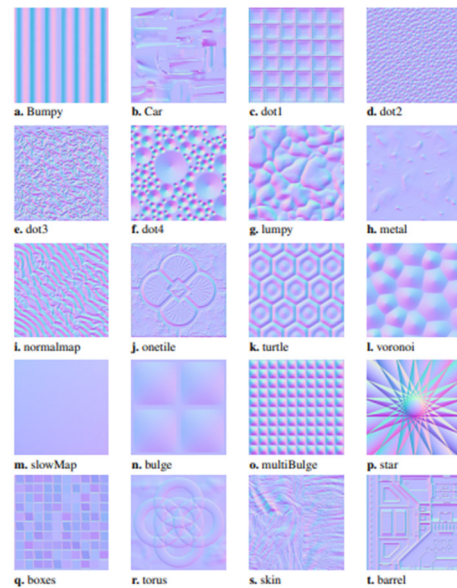 a. Bumpy b. Car c. dot1 d. dot2
e. dot3 f. dot4 g. lumpy h. metal
i. normalmap j. onetile k. turtle l. voronoi
m. slowMap n. bulge o. multiBulge p. star
q. boxes r. torus s. skin t. barrel